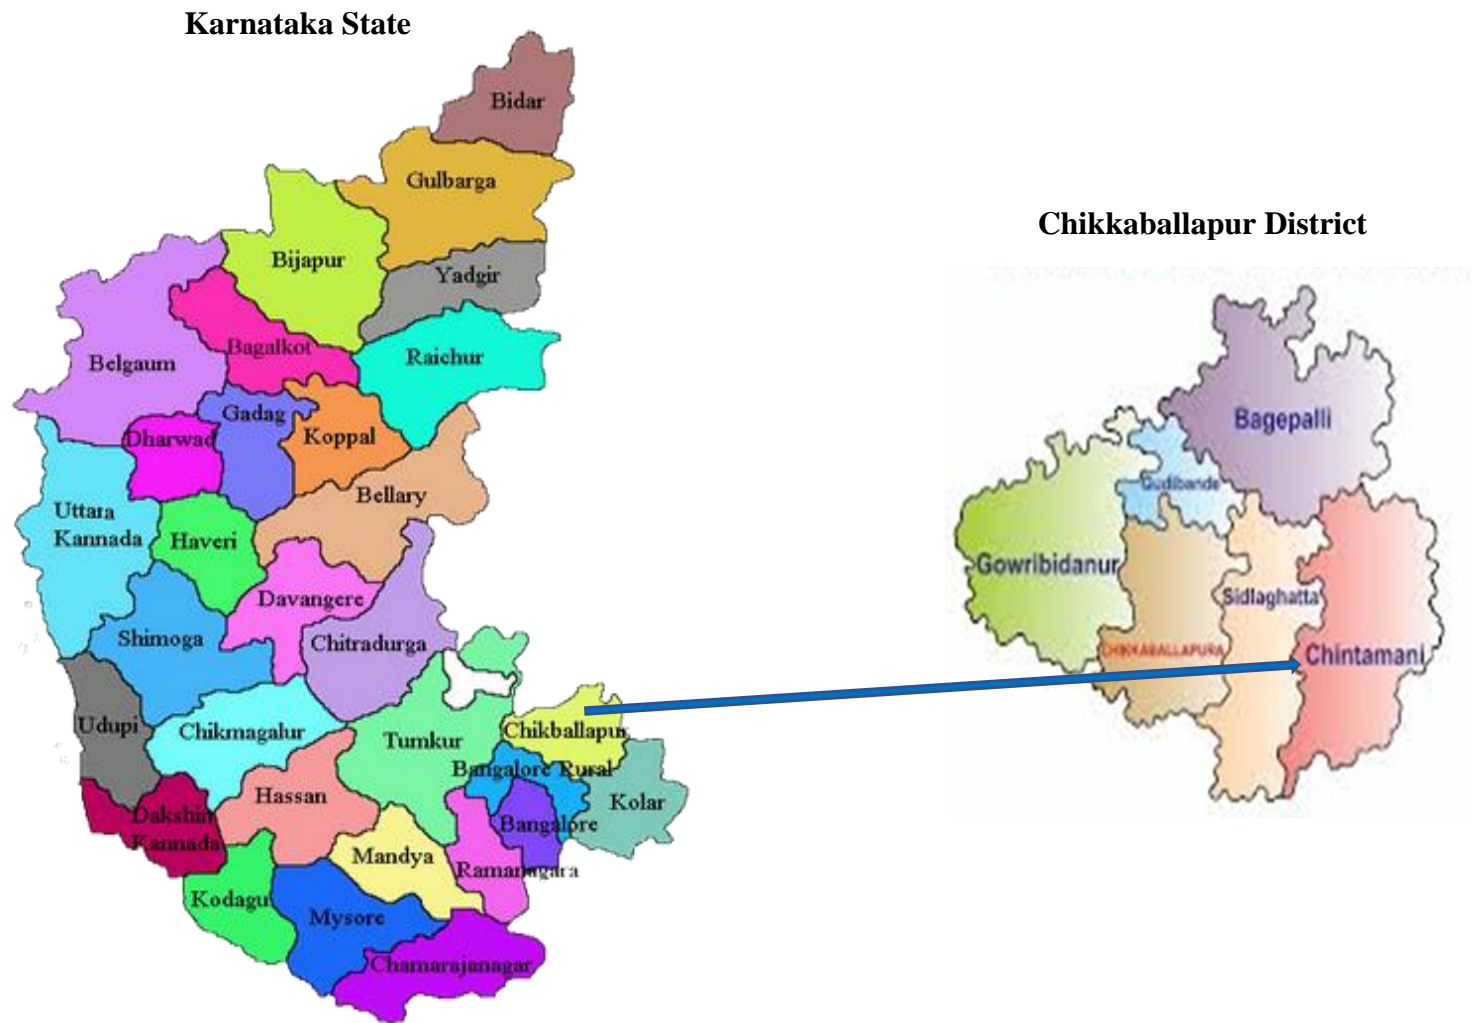 Karnataka State
Bidar
Gulbarga
Bijapur
Yadgir
Bagalkot
Raichur
Belgaum
Gadag
Dharwad
Koppal
Bellary
Uttara
Kannada
Haveri
Davangere
Shimoga
Chitradurga
Udupi
Chikmagalur
Tumkur
Chikballapur
Bangalore Rural
Hassan
Kolar
Dakshin
Kannada
Bangalore
Mandya
Ramanagara
Kodagu
Mysore
Chamarajanagar
Chikkaballapur District
Bagepalli
Gudibande
Gowribidanur
Sidlaghatta
CHIKKABALLAPURA
Chintamani